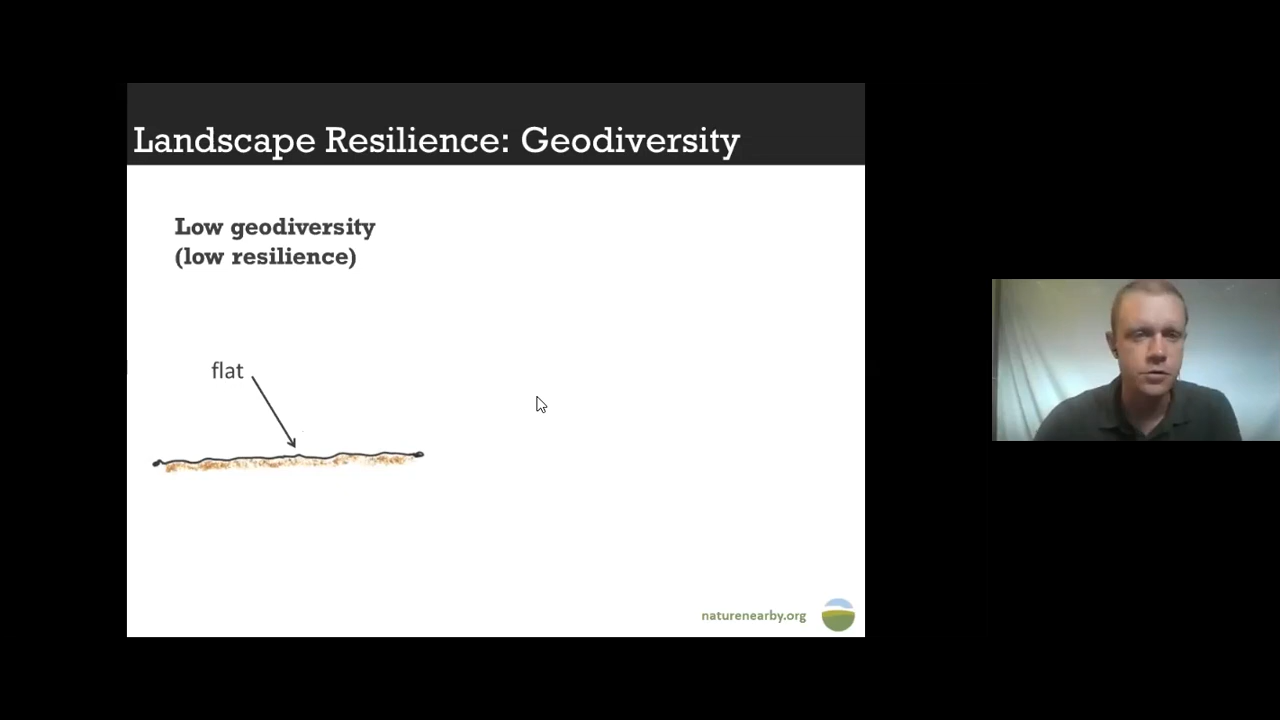 Landscape Resilience: Geodiversity
Low geodiversity
(low resilience)
flat
naturenearby.org